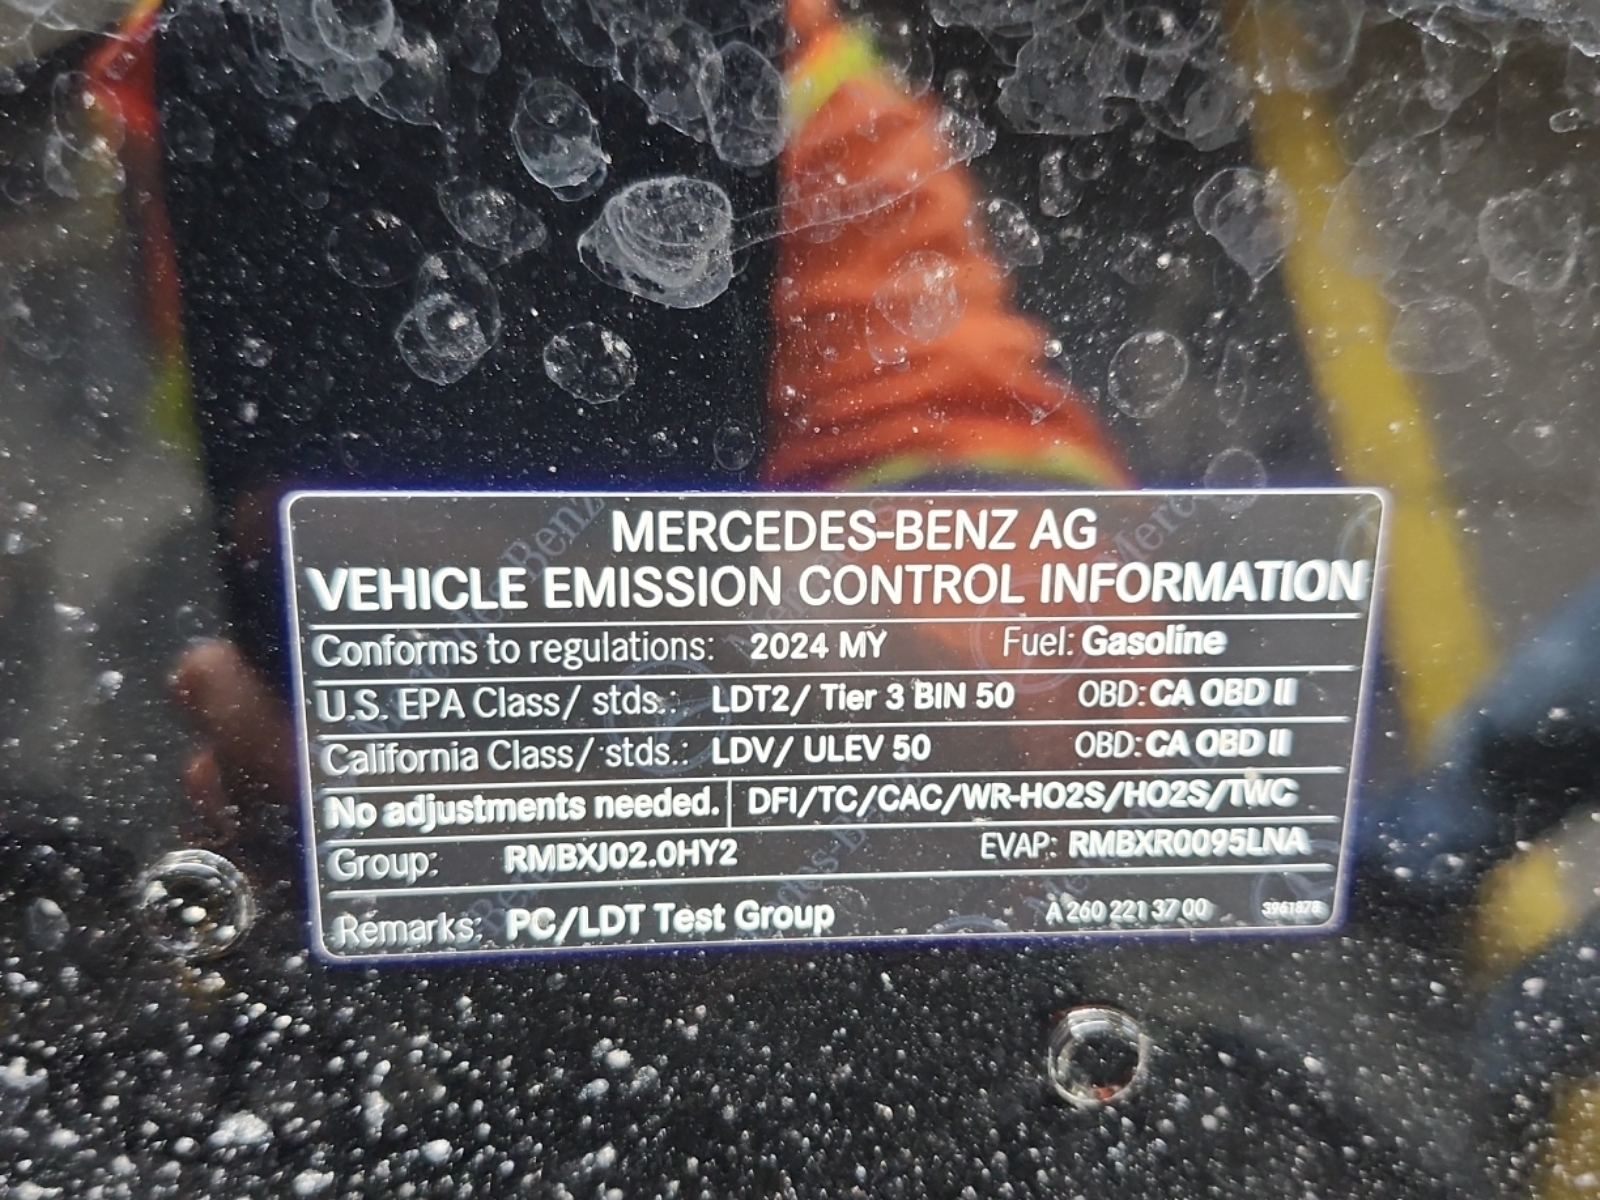 MERCEDES-BENZ AG
VEHICLE EMISSION CONTROL INFORMATION
Conforms to regulations: 2024 MY Fuel: Gasoline
U.S. EPA Class/ stds.: LDT2/ Tier 3 BIN 50 OBD: CA OBD II
California Class/ stds.: LDV/ ULEV 50 OBD: CA OBD II
No adjustments needed. DFI/TC/CAC/WR-HO2S/HO2S/TWC
Group: RMBXJ02.0HY2 EVAP: RMBXR0095LNA
Remarks: PC/LDT Test Group A 260 221 37 00 3961878